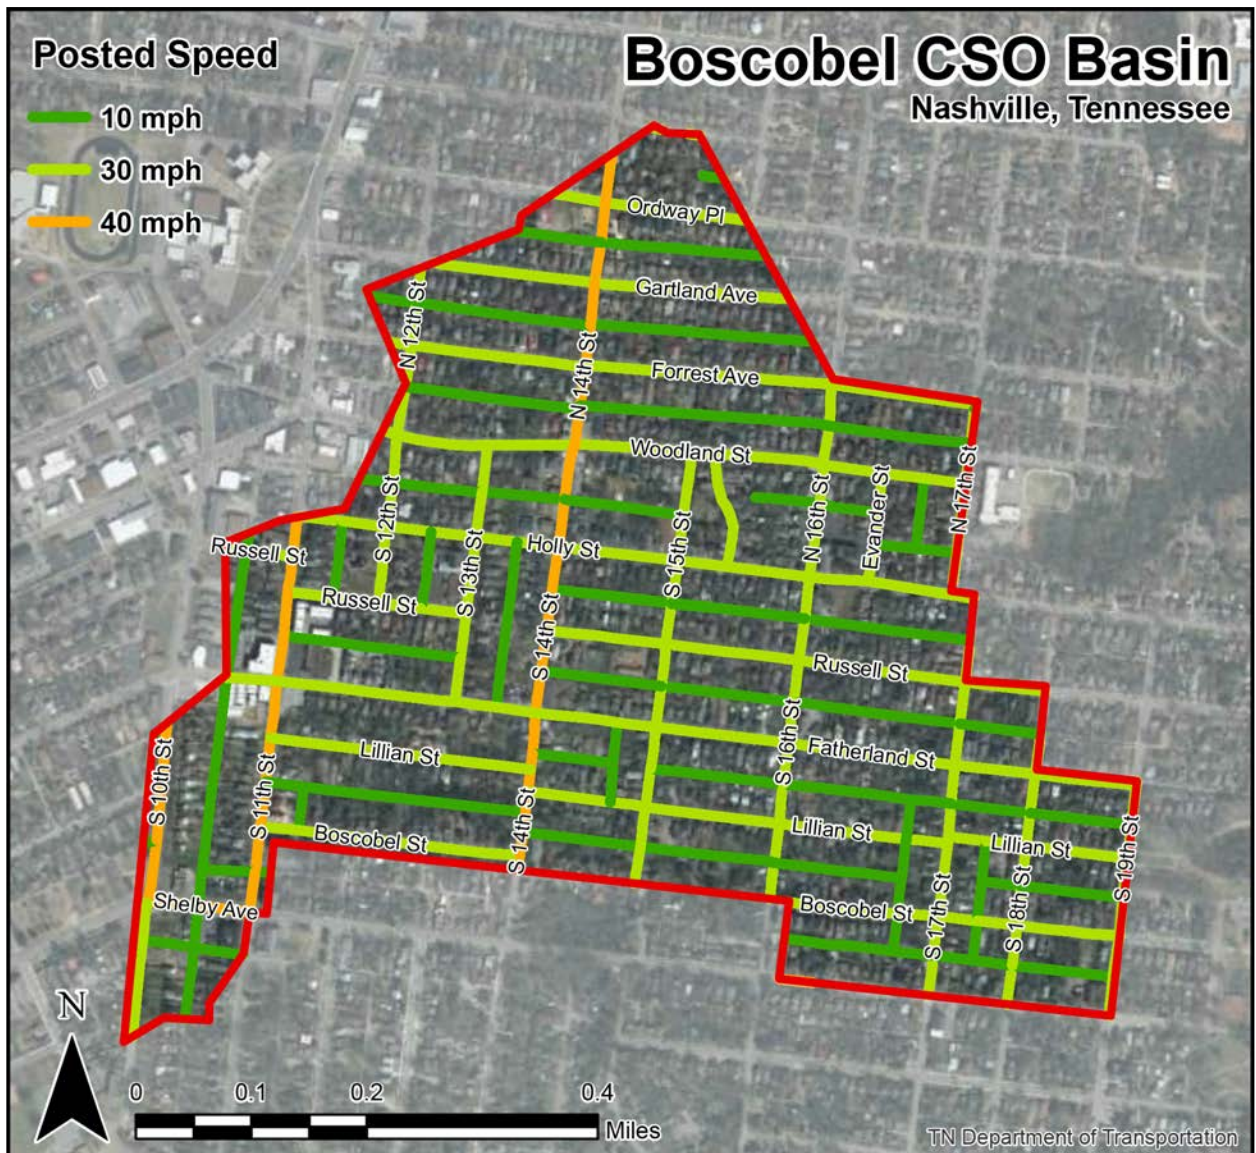 Boscobel CSO Basin
Nashville, Tennessee
Posted Speed
10 mph
30 mph
40 mph
Ordway Pl
Gartland Ave
N 12th St
N 14th St
Forrest Ave
Woodland St
N 17th St
Evander St
N 16th St
S 12th St
S 15th St
S 13th St
Holly St
Russell St
Russell St
S 14th St
Russell St
S 16th St
Fatherland St
Lillian St
S 10th St
S 11th St
S 14th St
Boscobel St
Lillian St
Lillian St
S 19th St
Shelby Ave
Boscobel St
S 17th St
S 18th St
N
0 0.1 0.2 0.4
Miles
TN Department of Transportation